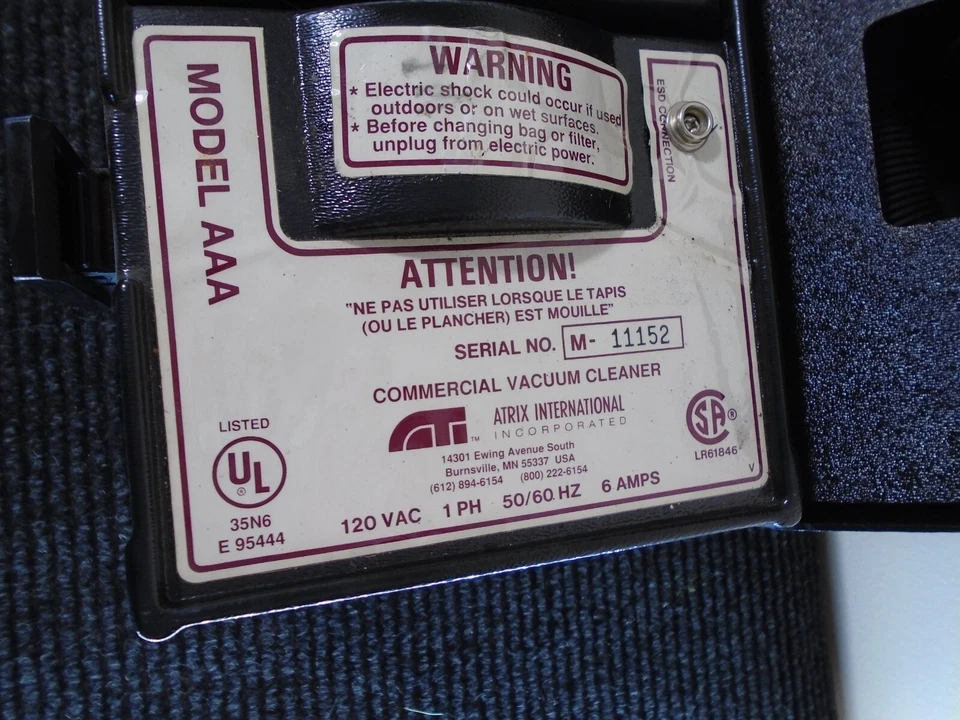 WARNING
* Electric shock could occur if used
outdoors or on wet surfaces.
* Before changing bag or filter,
unplug from electric power.
ESD CONNECTION
MODEL AAA
ATTENTION!
"NE PAS UTILISER LORSQUE LE TAPIS
(OU LE PLANCHER) EST MOUILLE"
SERIAL NO. M- 11152
COMMERCIAL VACUUM CLEANER
ATI™ ATRIX INTERNATIONAL
INCORPORATED
14301 Ewing Avenue South
Burnsville, MN 55337 USA
(612) 894-6154 (800) 222-6154
120 VAC 1 PH 50/60 HZ 6 AMPS
LISTED
UL®
35N6
E 95444
SA®
LR61846
V